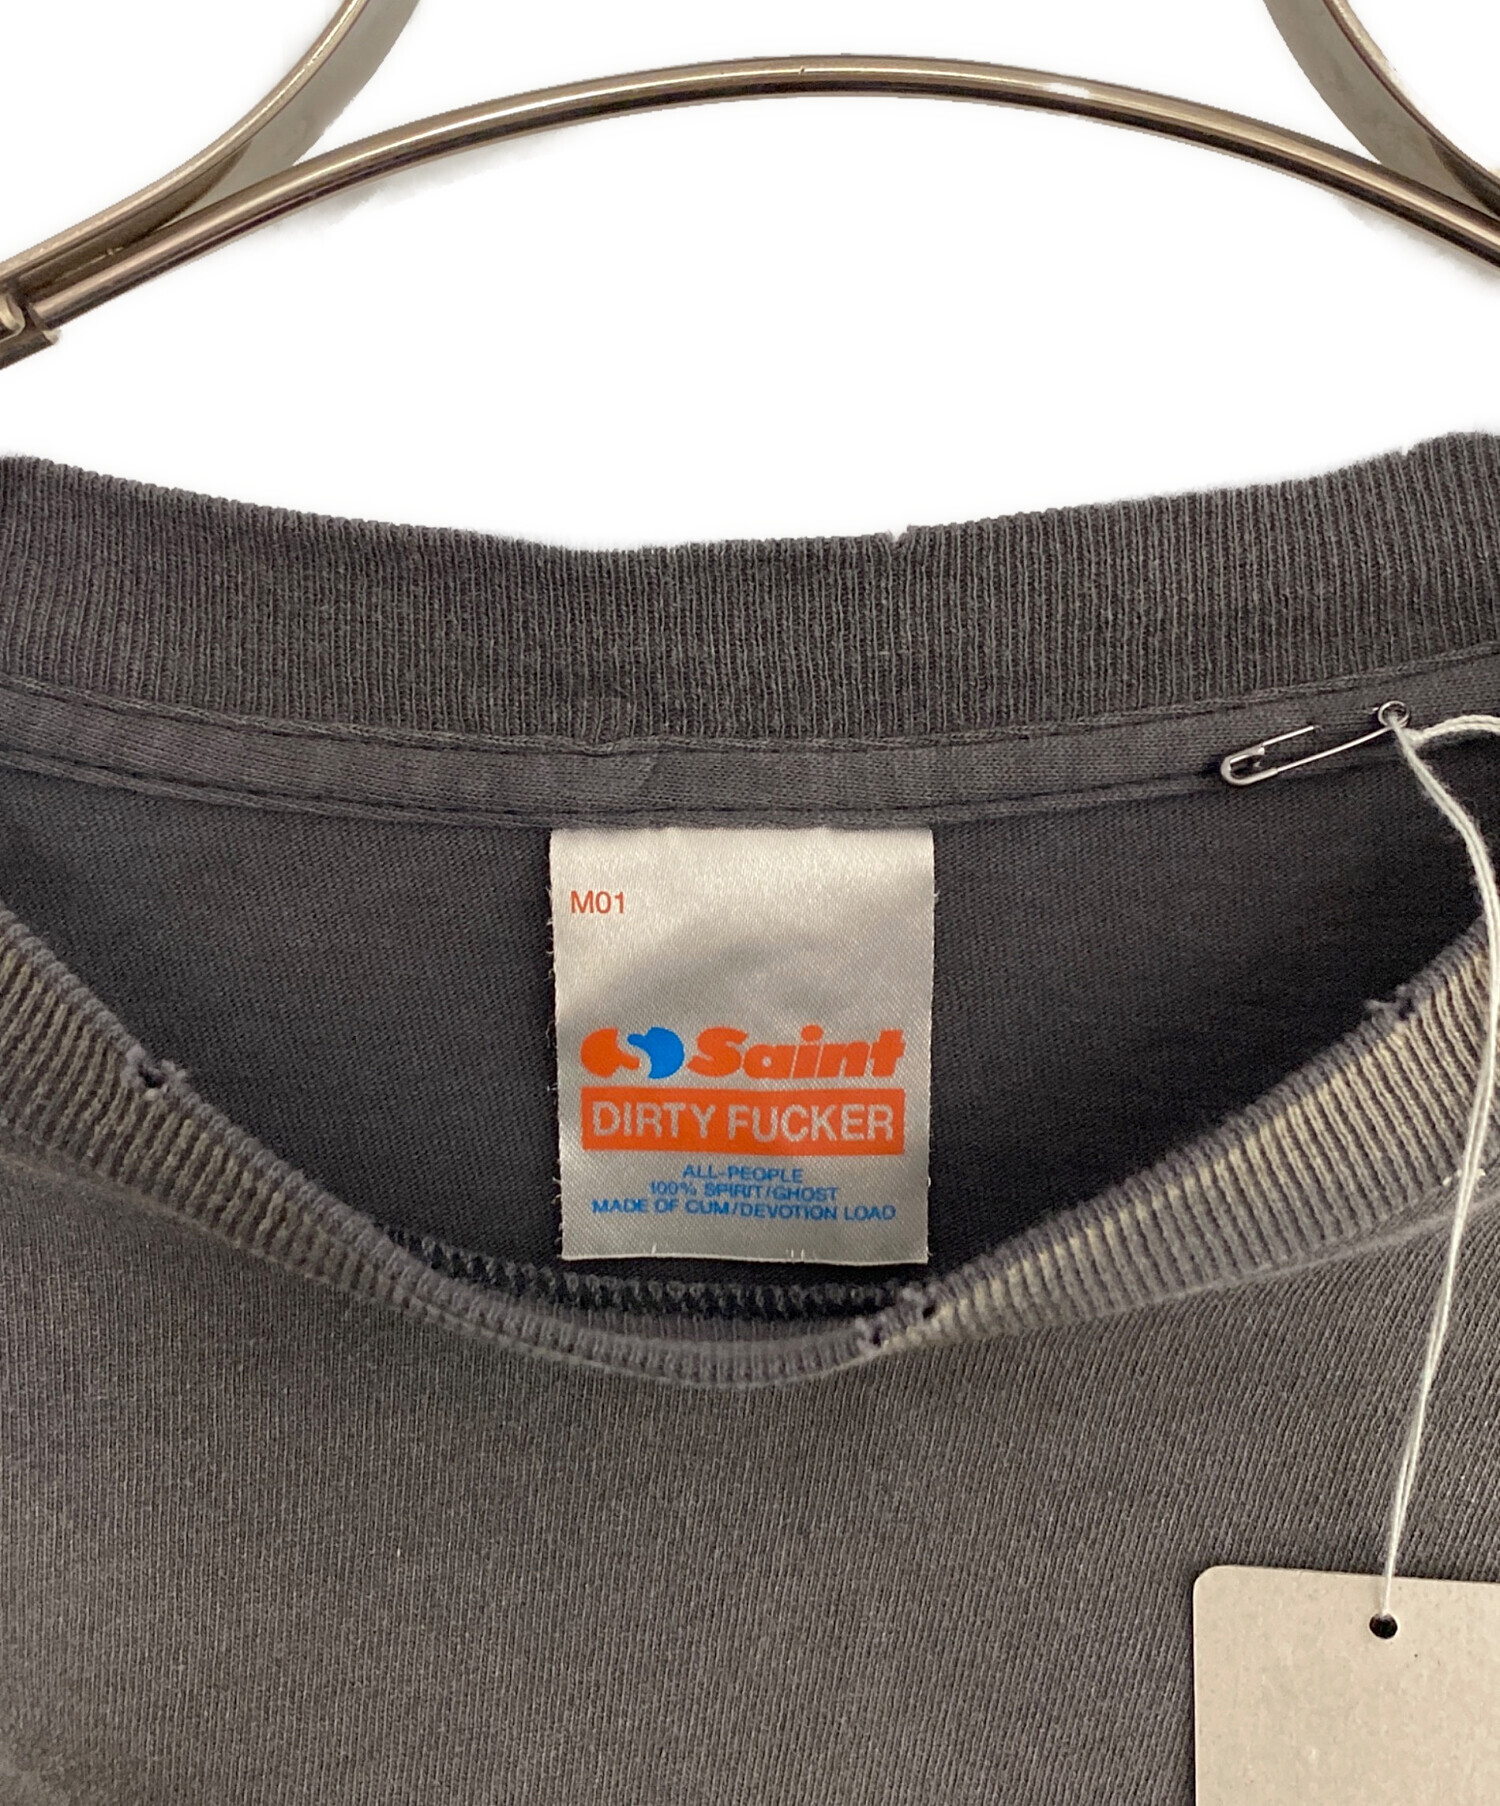 M01
Saint
DIRTY FUCKER
ALL-PEOPLE
100% SPIRIT/GHOST
MADE OF CUM/DEVOTION LOAD